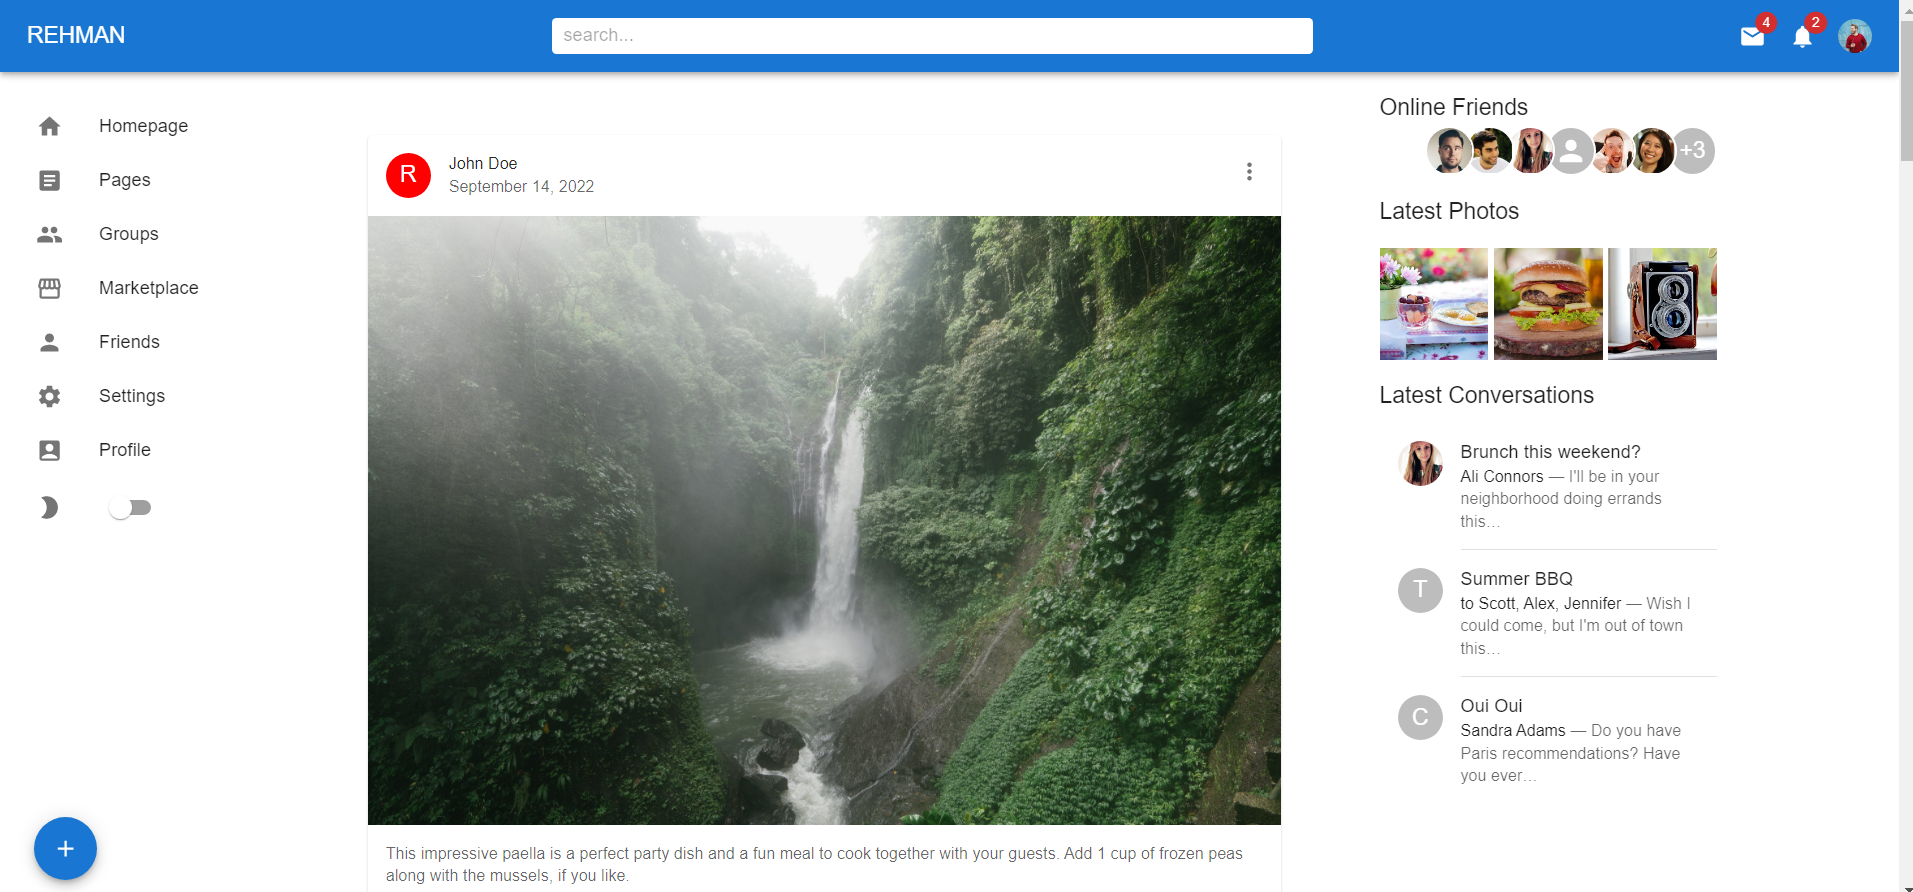 REHMAN
search...
4
2
Homepage
Pages
Groups
Marketplace
Friends
Settings
Profile
R
John Doe
September 14, 2022
This impressive paella is a perfect party dish and a fun meal to cook together with your guests. Add 1 cup of frozen peas
along with the mussels, if you like.
Online Friends
+3
Latest Photos
Latest Conversations
Brunch this weekend?
Ali Connors — I'll be in your
neighborhood doing errands
this…
T
Summer BBQ
to Scott, Alex, Jennifer — Wish I
could come, but I'm out of town
this…
C
Oui Oui
Sandra Adams — Do you have
Paris recommendations? Have
you ever…